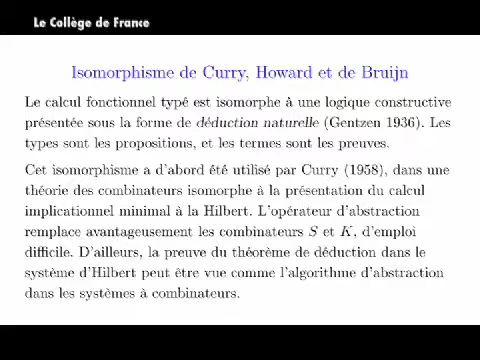 Le Collège de France
Isomorphisme de Curry, Howard et de Bruijn
Le calcul fonctionnel typé est isomorphe à une logique constructive
présentée sous la forme de déduction naturelle (Gentzen 1936). Les
types sont les propositions, et les termes sont les preuves.
Cet isomorphisme a d'abord été utilisé par Curry (1958), dans une
théorie des combinateurs isomorphe à la présentation du calcul
implicationnel minimal à la Hilbert. L'opérateur d'abstraction
remplace avantageusement les combinateurs S et K, d'emploi
difficile. D'ailleurs, la preuve du théorème de déduction dans le
système d'Hilbert peut être vue comme l'algorithme d'abstraction
dans les systèmes à combinateurs.